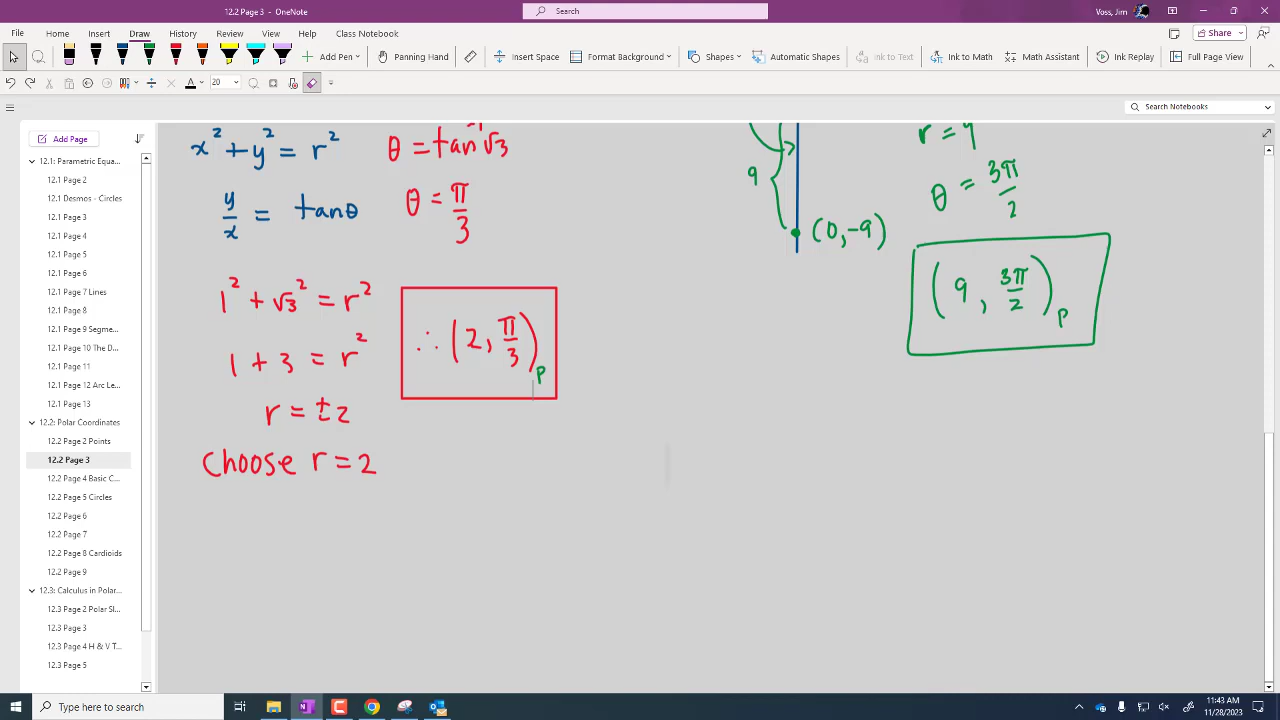 12.2 Page 3 - OneNote
Search
Voss, Jim
File
Home
Insert
Draw
History
Review
View
Help
Class Notebook
Share
Panning Hand
Insert Space
Format Background
Shapes
Automatic Shapes
Ink to Shape
Ink to Math
Math Assistant
Ink Replay
Full Page View
20
Search Notebooks
Add Page
12.1: Parametric Equa...
12.1 Page 2
12.1 Desmos - Circles
12.1 Page 3
12.1 Page 4
12.1 Page 5
12.1 Page 6
12.1 Page 7 Lines
12.1 Page 8
12.1 Page 9 Segme...
12.1 Page 10 The D...
12.1 Page 11
12.1 Page 12 Arc Le...
12.1 Page 13
12.2: Polar Coordinates
12.2 Page 2 Points
12.2 Page 3
12.2 Page 4 Basic C...
12.2 Page 5 Circles
12.2 Page 6
12.2 Page 7
12.2 Page 8 Cardioids
12.2 Page 9
12.3: Calculus in Polar...
12.3 Page 2 Polar Sl...
12.3 Page 3
12.3 Page 4 H & V T...
12.3 Page 5
x² + y² = r²
y/x = tanθ
θ = tan⁻¹√3
θ = π/3
1² + √3² = r²
1 + 3 = r²
r = ±2
Choose r = 2
∴ (2, π/3)p
9
(0, -9)
r = 9
θ = 3π/2
(9, 3π/2)p
Type here to search
11:43 AM
11/28/2023